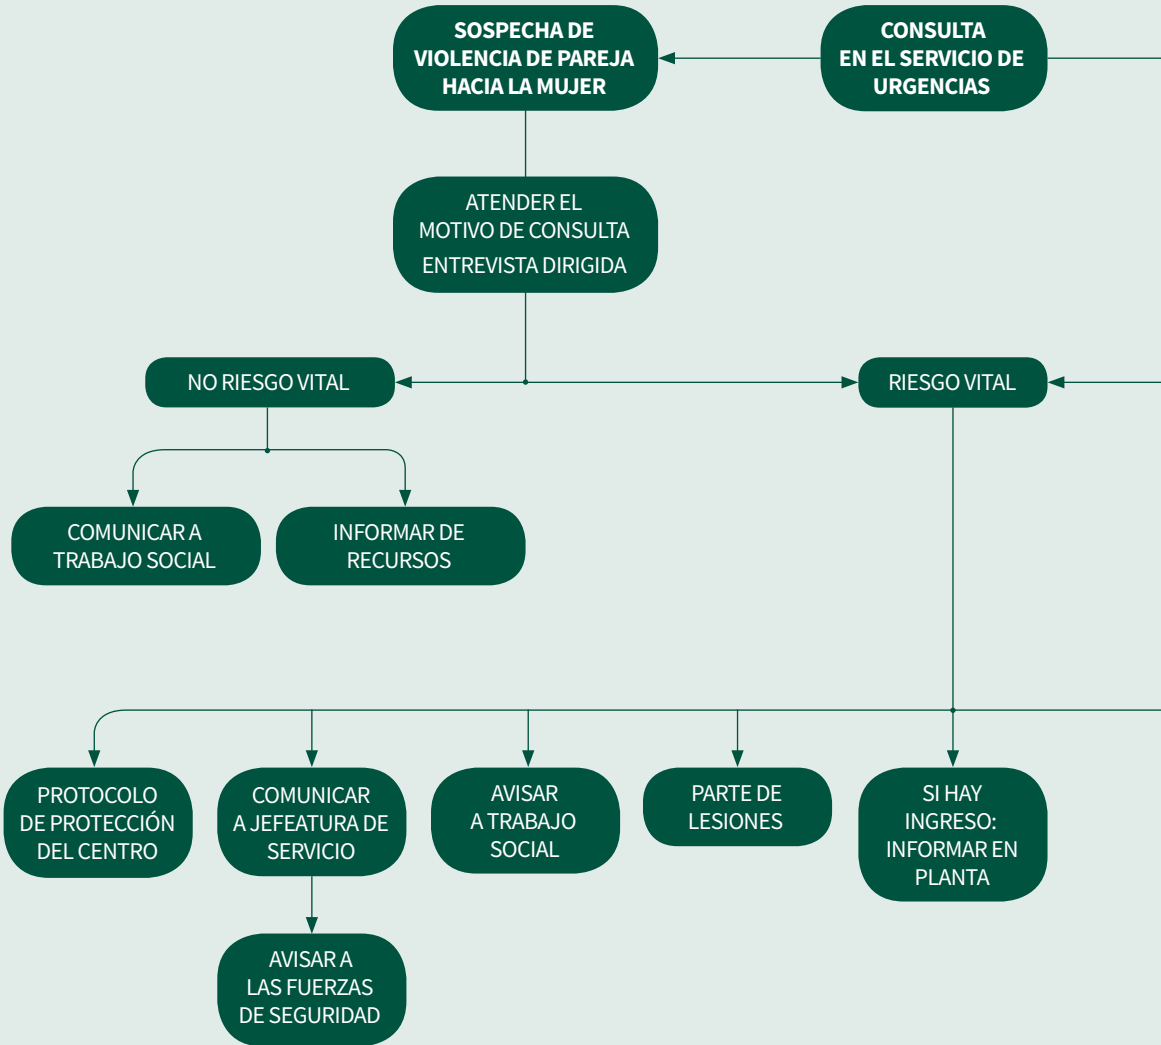 SOSPECHA DE
VIOLENCIA DE PAREJA
HACIA LA MUJER
CONSULTA
EN EL SERVICIO DE
URGENCIAS
ATENDER EL
MOTIVO DE CONSULTA
ENTREVISTA DIRIGIDA
NO RIESGO VITAL
RIESGO VITAL
COMUNICAR A
TRABAJO SOCIAL
INFORMAR DE
RECURSOS
PROTOCOLO
DE PROTECCIÓN
DEL CENTRO
COMUNICAR
A JEFEATURA DE
SERVICIO
AVISAR
A TRABAJO
SOCIAL
PARTE DE
LESIONES
SI HAY
INGRESO:
INFORMAR EN
PLANTA
AVISAR A
LAS FUERZAS
DE SEGURIDAD